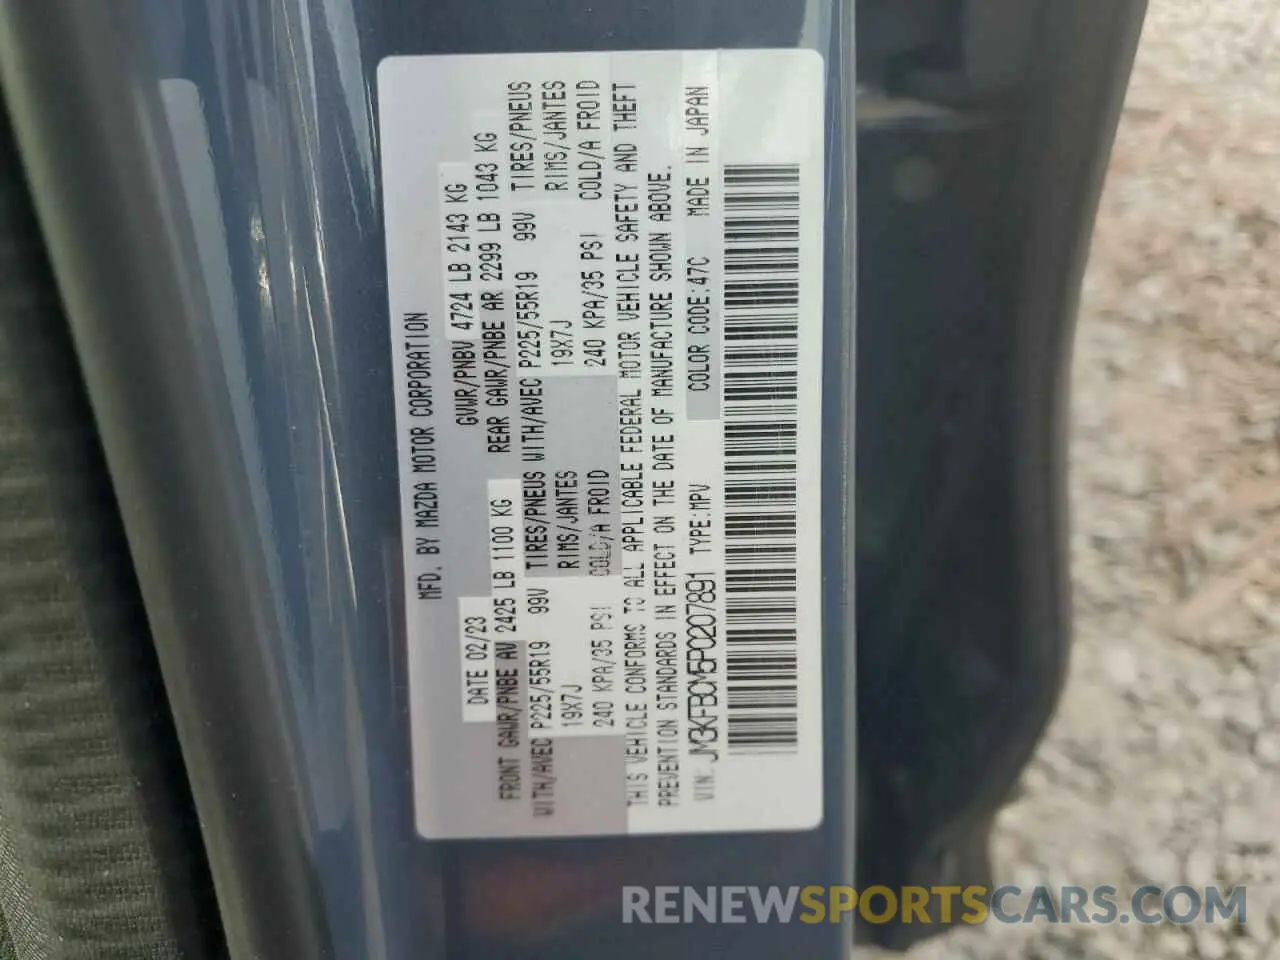 MFD. BY MAZDA MOTOR CORPORATION
DATE 02/23 GVWR/PNBV 4724 LB 2143 KG
FRONT GAWR/PNBE AV 2425 LB 1100 KG REAR GAWR/PNBE AR 2299 LB 1043 KG
WITH/AVEC P225/55R19 99V TIRES/PNEUS WITH/AVEC P225/55R19 99V TIRES/PNEUS
19X7J RIMS/JANTES 19X7J RIMS/JANTES
240 KPA/35 PSI COLD/A FROID 240 KPA/35 PSI COLD/A FROID
THIS VEHICLE CONFORMS TO ALL APPLICABLE FEDERAL MOTOR VEHICLE SAFETY AND THEFT
PREVENTION STANDARDS IN EFFECT ON THE DATE OF MANUFACTURE SHOWN ABOVE.
VIN: JM3KFBCM5P0207891 TYPE:MPV COLOR CODE:47C MADE IN JAPAN
RENEWSPORTSCARS.COM